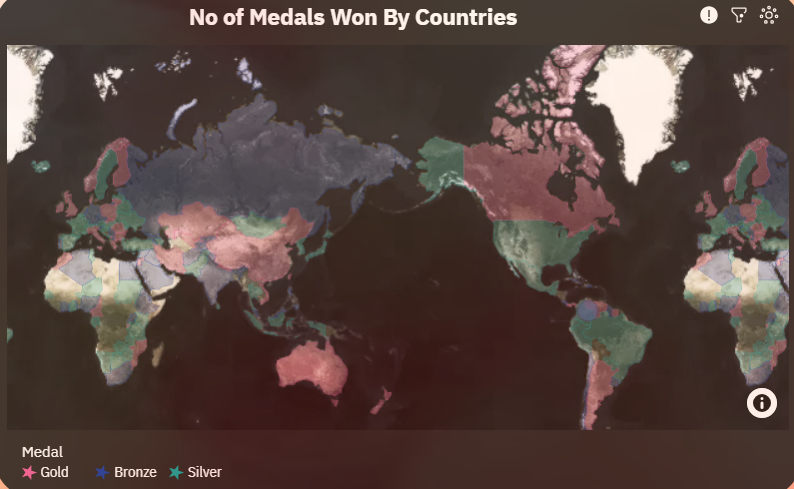 No of Medals Won By Countries
Medal
Gold Bronze Silver